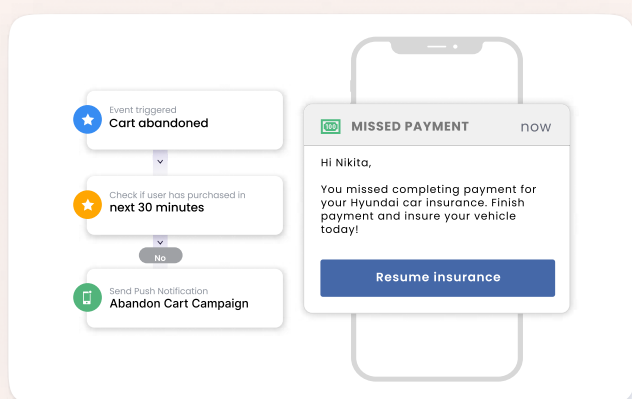 Event triggered
Cart abandoned
Check if user has purchased in
next 30 minutes
No
Send Push Notification
Abandon Cart Campaign
100
MISSED PAYMENT
now
Hi Nikita,
You missed completing payment for
your Hyundai car insurance. Finish
payment and insure your vehicle
today!
Resume insurance